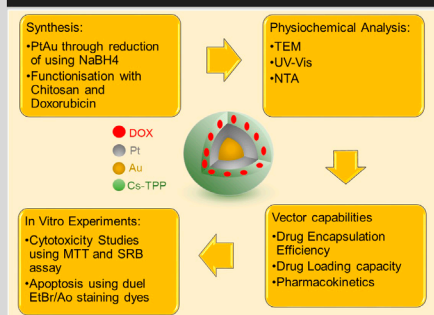 Synthesis:
•PtAu through reduction
of using NaBH4
•Functionisation with
Chitosan and
Doxorubicin
Physiochemical Analysis:
•TEM
•UV-Vis
•NTA
DOX
Pt
Au
Cs-TPP
In Vitro Experiments:
•Cytotoxicity Studies
using MTT and SRB
assay
•Apoptosis using duel
EtBr/Ao staining dyes
Vector capabilities
•Drug Encapsulation
Efficiency
•Drug Loading capacity
•Pharmacokinetics